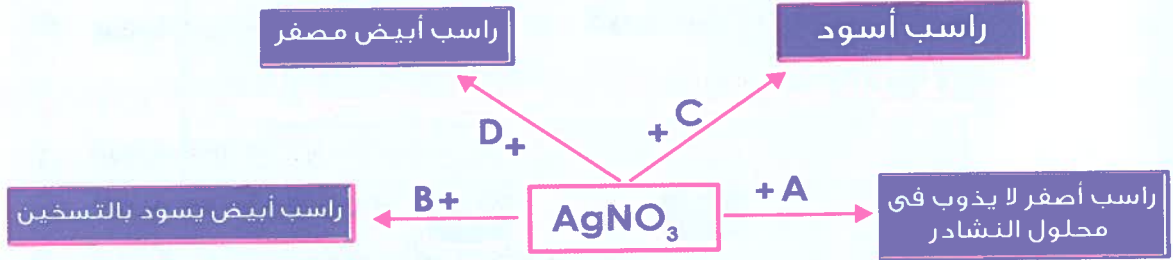 راسب أبيض مصفر
راسب أسود
D+
+ C
راسب أبيض يسود بالتسخين
B+
AgNO₃
+A
راسب أصفر لا يذوب فى
محلول النشادر